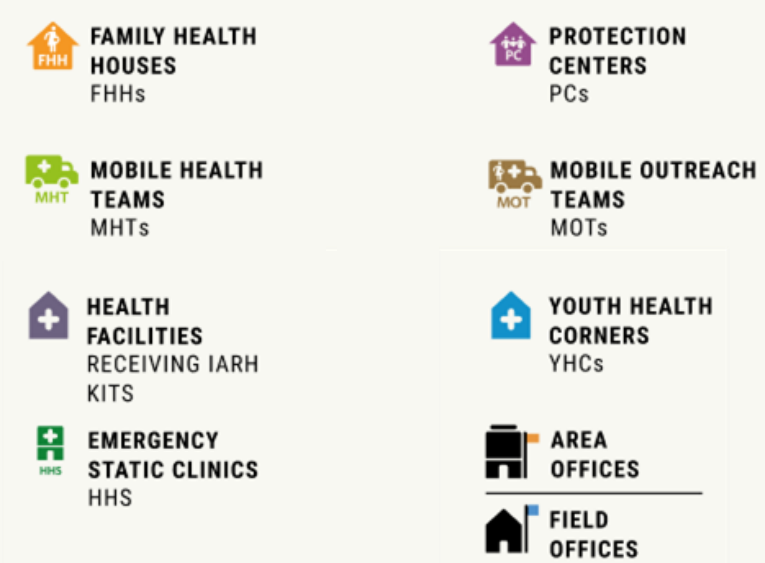 FHH
FAMILY HEALTH
HOUSES
FHHs
PC
PROTECTION
CENTERS
PCs
MHT
MOBILE HEALTH
TEAMS
MHTs
MOT
MOBILE OUTREACH
TEAMS
MOTs
HEALTH
FACILITIES
RECEIVING IARH
KITS
YOUTH HEALTH
CORNERS
YHCs
HHS
EMERGENCY
STATIC CLINICS
HHS
AREA
OFFICES
FIELD
OFFICES